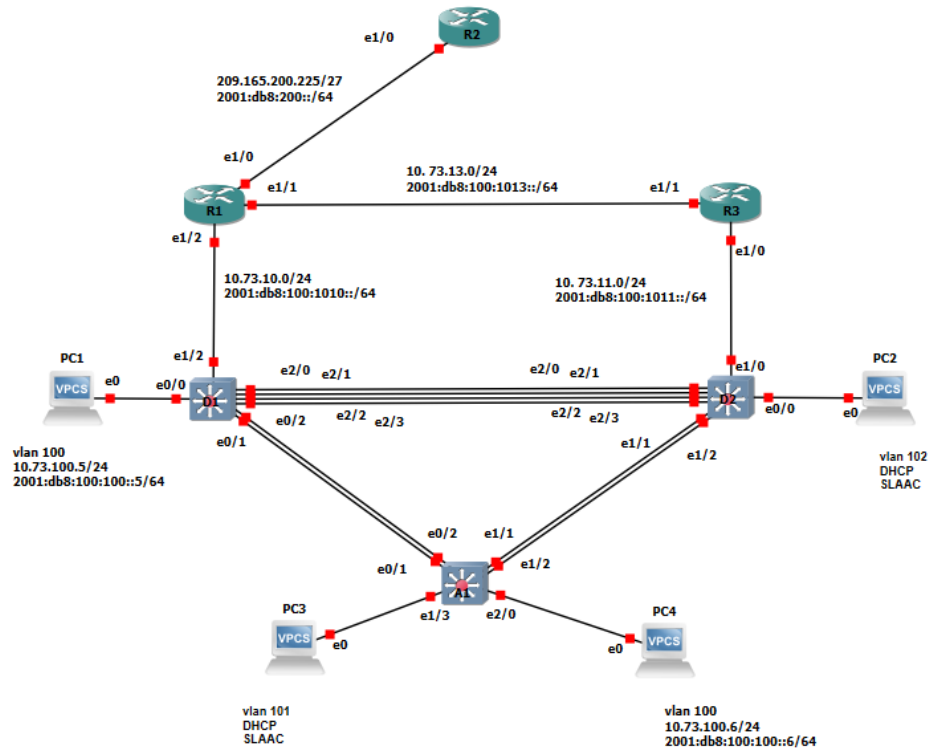 e1/0
R2
209.165.200.225/27
2001:db8:200::/64
e1/0
e1/1
10. 73.13.0/24
2001:db8:100:1013::/64
e1/1
R1
R3
e1/2
e1/0
10.73.10.0/24
2001:db8:100:1010::/64
10. 73.11.0/24
2001:db8:100:1011::/64
PC1
e1/2
e1/0
PC2
VPCS
e0
e0/0
D1
e2/0
e2/1
e2/0
e2/1
D2
e0/0
e0
VPCS
e0/1
e0/2
e2/2
e2/3
e2/2
e2/3
e1/1
e1/2
vlan 100
10.73.100.5/24
2001:db8:100:100::5/64
vlan 102
DHCP
SLAAC
e0/2
e1/1
e0/1
e1/2
A1
PC3
e1/3
e2/0
PC4
VPCS
e0
e0
VPCS
vlan 101
DHCP
SLAAC
vlan 100
10.73.100.6/24
2001:db8:100:100::6/64